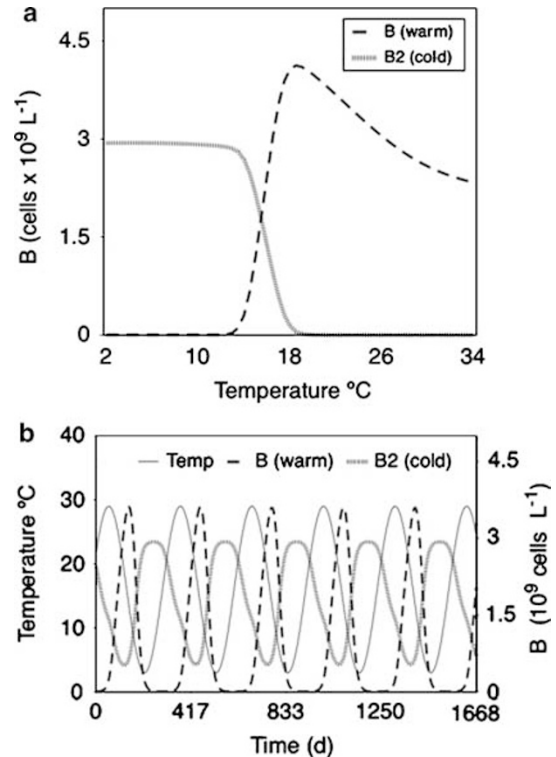 a
B (warm)
B2 (cold)
4.5
3
1.5
0
B (cells x 10⁹ L⁻¹)
2 10 18 26 34
Temperature ºC
b
Temp B (warm) B2 (cold)
40
30
20
10
0
Temperature ºC
4.5
3
1.5
0
B (10⁹ cells L⁻¹)
0 417 833 1250 1668
Time (d)